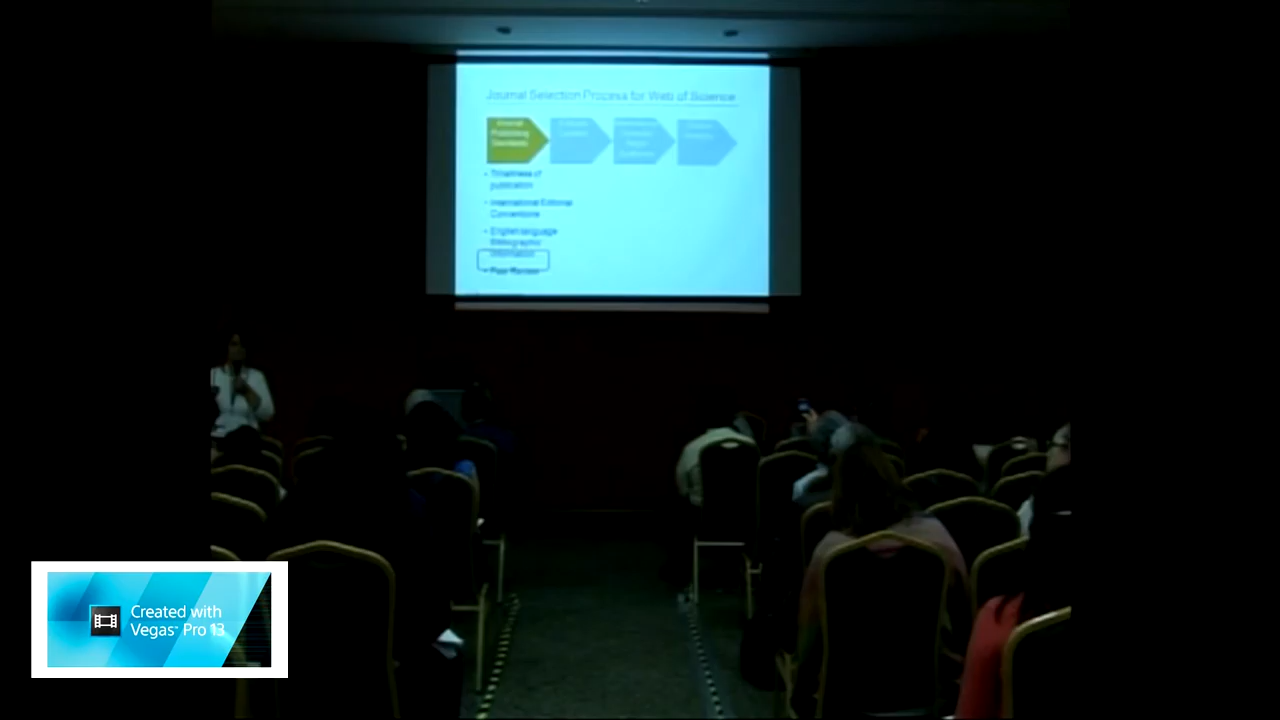 Journal Selection Process for Web of Science
Journal
Publishing
Standards
• Timeliness of
publication
• International Editorial
Conventions
• English language
Bibliographic
Information
• Peer Review
Created with
Vegas™ Pro 13